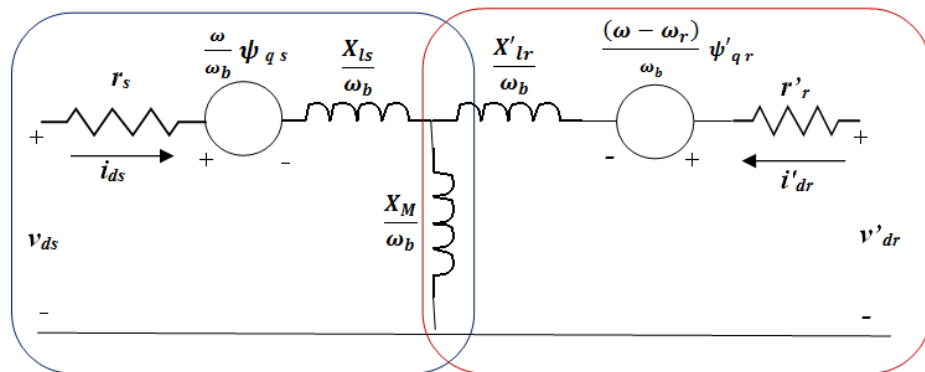 r_s
+
i_ds
v_ds
-
ω/ω_b ψ_qs
+ -
X_ls/ω_b
X_M/ω_b
X'_lr/ω_b
(ω − ω_r)/ω_b ψ'_qr
- +
r'_r
+
i'_dr
v'_dr
-